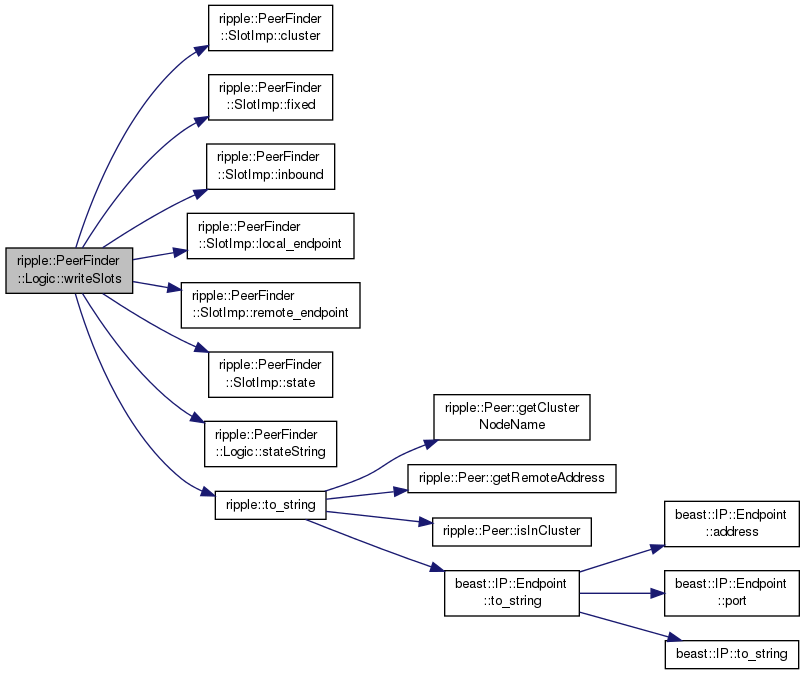 ripple::PeerFinder
::Logic::writeSlots
ripple::PeerFinder
::SlotImp::cluster
ripple::PeerFinder
::SlotImp::fixed
ripple::PeerFinder
::SlotImp::inbound
ripple::PeerFinder
::SlotImp::local_endpoint
ripple::PeerFinder
::SlotImp::remote_endpoint
ripple::PeerFinder
::SlotImp::state
ripple::PeerFinder
::Logic::stateString
ripple::to_string
ripple::Peer::getCluster
NodeName
ripple::Peer::getRemoteAddress
ripple::Peer::isInCluster
beast::IP::Endpoint
::to_string
beast::IP::Endpoint
::address
beast::IP::Endpoint
::port
beast::IP::to_string